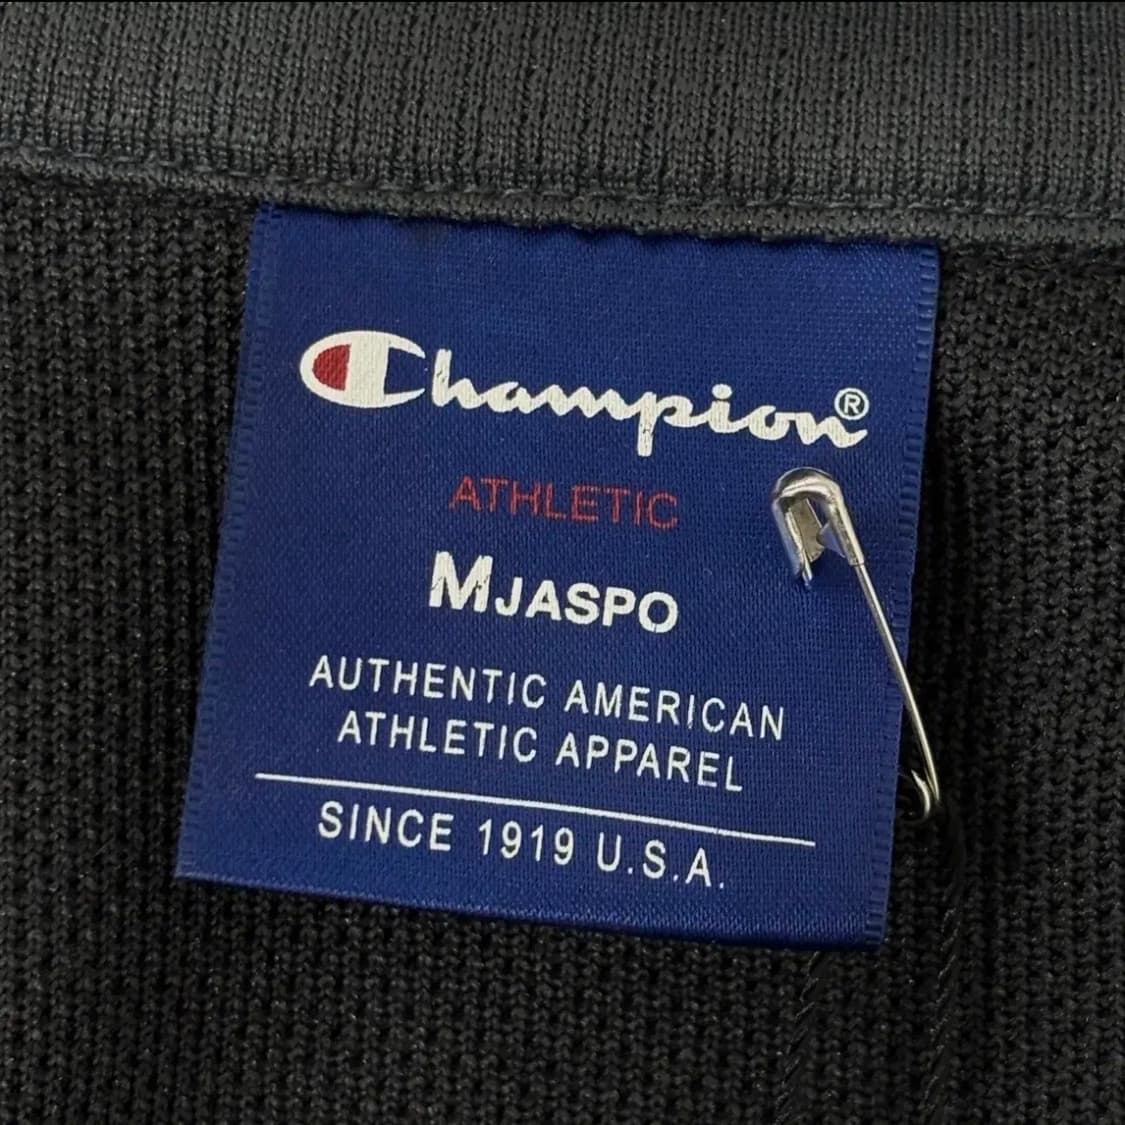 Champion®
ATHLETIC
MJASPO
AUTHENTIC AMERICAN
ATHLETIC APPAREL
SINCE 1919 U.S.A.